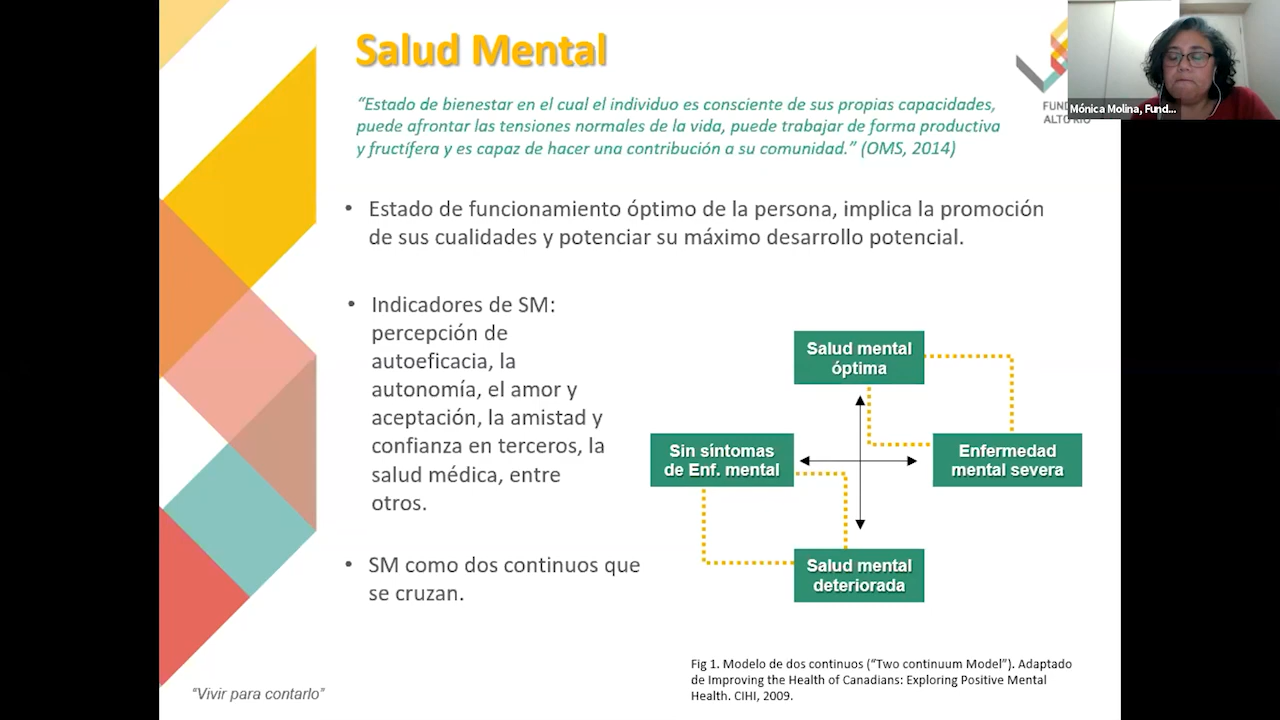 Salud Mental
“Estado de bienestar en el cual el individuo es consciente de sus propias capacidades,
puede afrontar las tensiones normales de la vida, puede trabajar de forma productiva
y fructífera y es capaz de hacer una contribución a su comunidad.” (OMS, 2014)
FUND
ALTO RÍO
Mónica Molina, Fund...
• Estado de funcionamiento óptimo de la persona, implica la promoción
de sus cualidades y potenciar su máximo desarrollo potencial.
• Indicadores de SM:
percepción de
autoeficacia, la
autonomía, el amor y
aceptación, la amistad y
confianza en terceros, la
salud médica, entre
otros.
• SM como dos continuos que
se cruzan.
Salud mental
óptima
Sin síntomas
de Enf. mental
Enfermedad
mental severa
Salud mental
deteriorada
Fig 1. Modelo de dos continuos (“Two continuum Model”). Adaptado
de Improving the Health of Canadians: Exploring Positive Mental
Health. CIHI, 2009.
“Vivir para contarlo”